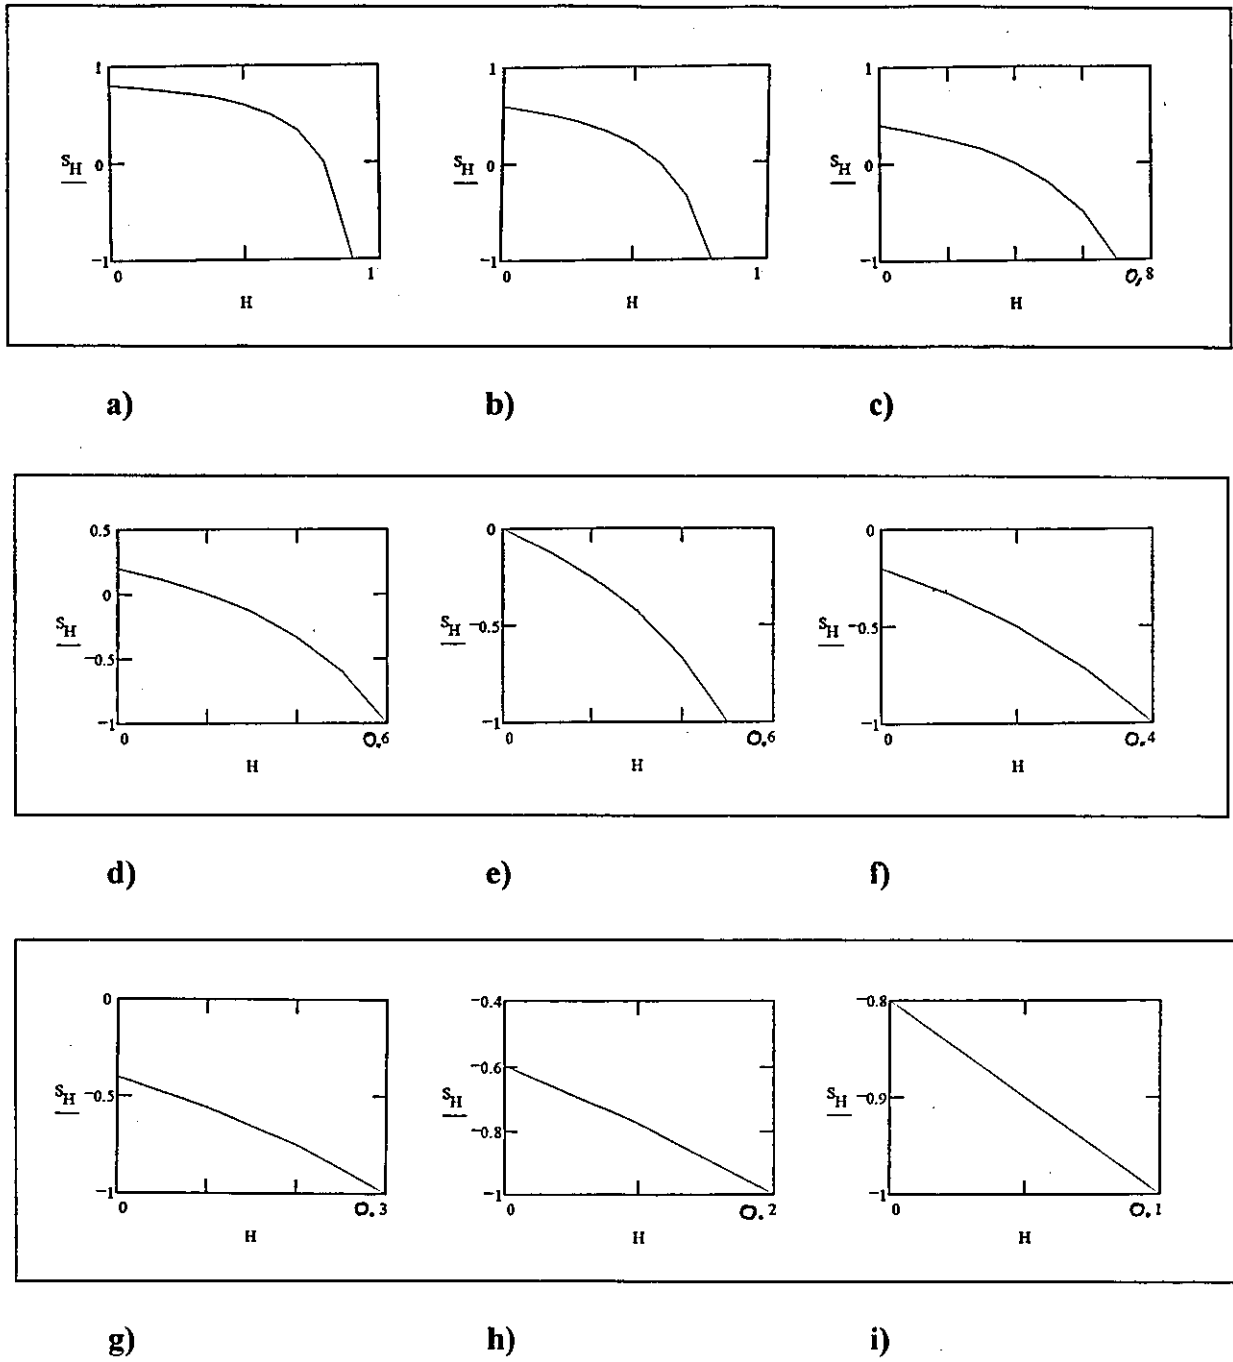 1 1 1
S_H 0 S_H 0 S_H 0
-1 -1 -1
0 1 0 1 0 0,8
H H H
a) b) c)
0.5 0 0
0
S_H S_H -0.5 S_H -0.5
-0.5
-1 -1 -1
0 0.6 0 0.6 0 0.4
H H H
d) e) f)
0 -0.4 -0.8
-0.6
S_H -0.5 S_H S_H -0.9
-0.8
-1 -1 -1
0 0.3 0 0.2 0 0.1
H H H
g) h) i)